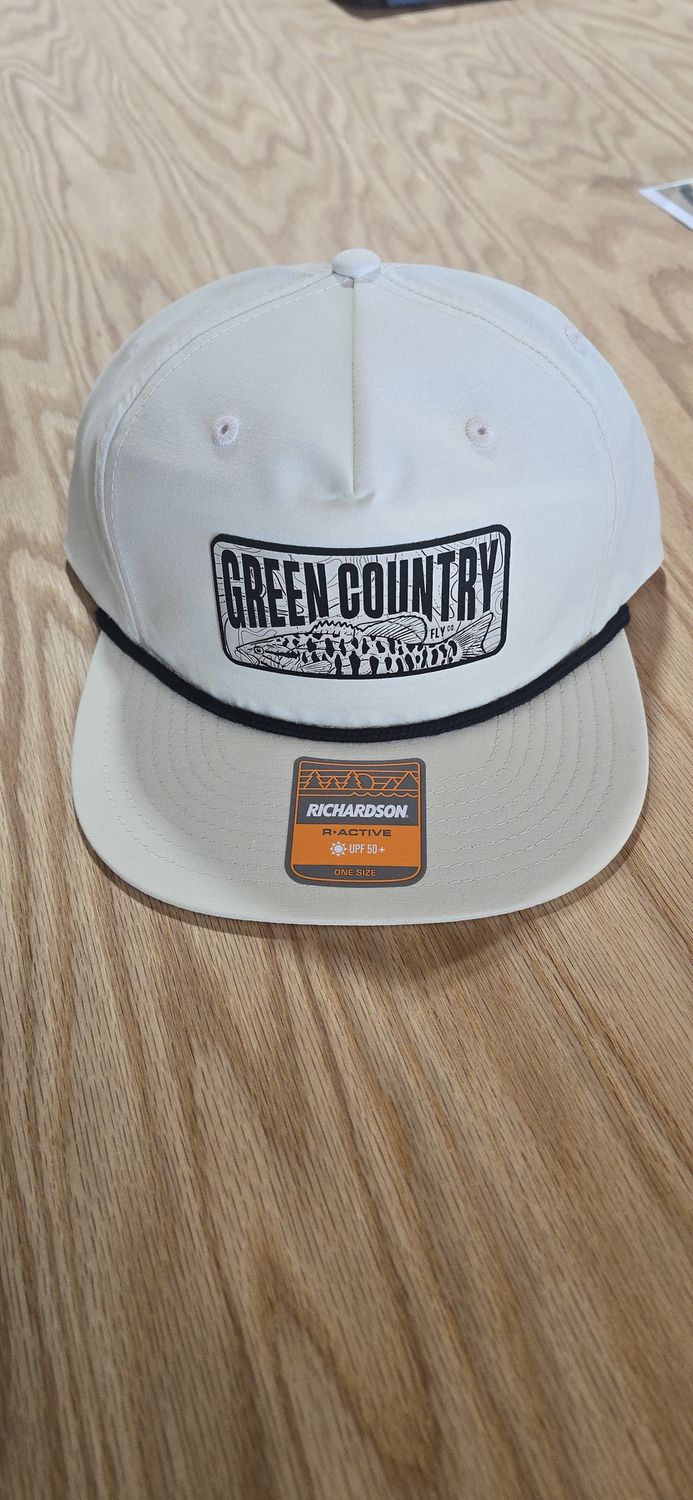 GREEN COUNTRY
FLY CO
RICHARDSON
R▸ACTIVE
UPF 50+
ONE SIZE